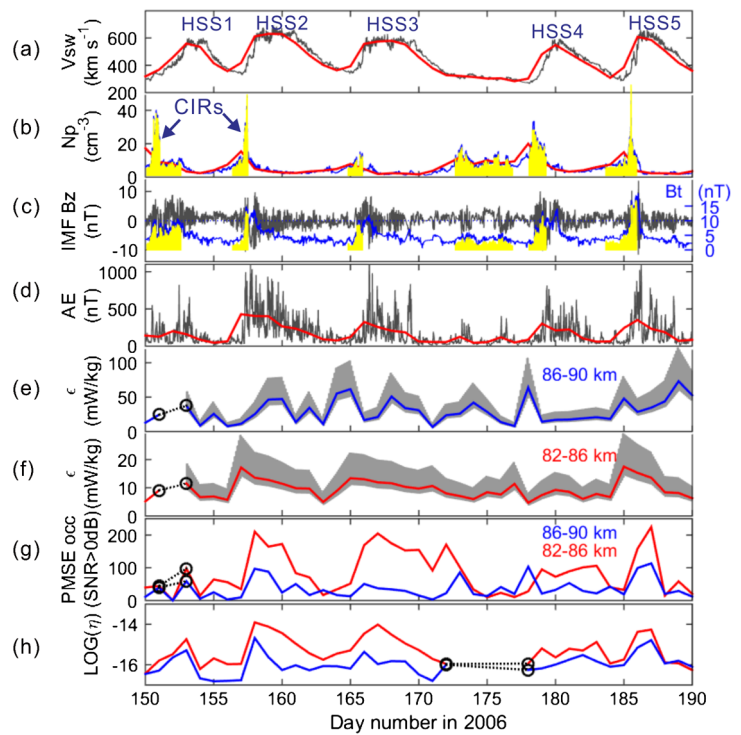 HSS1 HSS2 HSS3 HSS4 HSS5
(a) Vsw (km s⁻¹) 600 400 200
CIRs
(b) Np (cm⁻³) 40 20 0
Bt (nT)
(c) IMF Bz (nT) 10 0 -10 15 10 5 0
(d) AE (nT) 1000 500 0
(e) ϵ (mW/kg) 100 50 0 86-90 km
(f) ϵ (mW/kg) 20 10 0 82-86 km
(g) PMSE occ (SNR>0dB) 200 100 0 86-90 km
82-86 km
(h) LOG(η) -14 -16
150 155 160 165 170 175 180 185 190
Day number in 2006